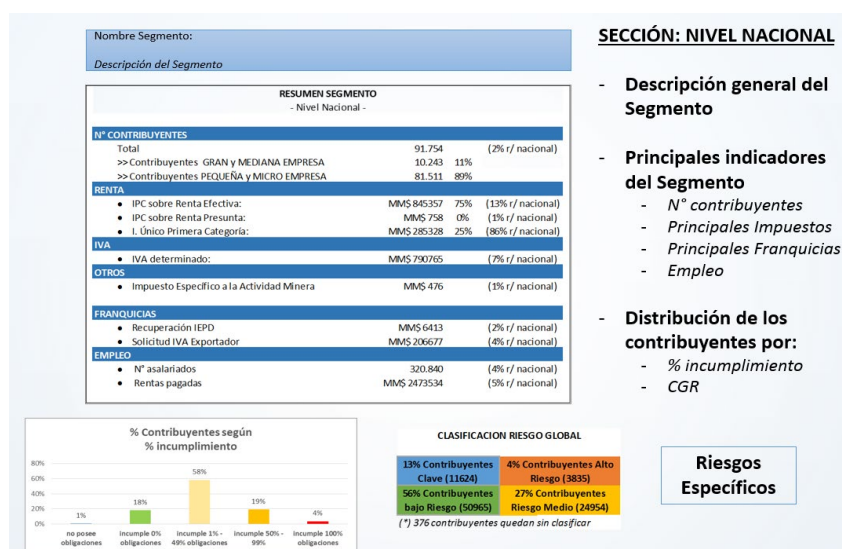 Nombre Segmento:
Descripción del Segmento
RESUMEN SEGMENTO
- Nivel Nacional -
N° CONTRIBUYENTES
Total 91.754 (2% r/ nacional)
>> Contribuyentes GRAN y MEDIANA EMPRESA 10.243 11%
>> Contribuyentes PEQUEÑA y MICRO EMPRESA 81.511 89%
RENTA
• IPC sobre Renta Efectiva: MM$ 845357 75% (13% r/ nacional)
• IPC sobre Renta Presunta: MM$ 758 0% (1% r/ nacional)
• I. Único Primera Categoría: MM$ 285328 25% (86% r/ nacional)
IVA
• IVA determinado: MM$ 790765 (7% r/ nacional)
OTROS
• Impuesto Específico a la Actividad Minera MM$ 476 (1% r/ nacional)
FRANQUICIAS
• Recuperación IEPD MM$ 6413 (2% r/ nacional)
• Solicitud IVA Exportador MM$ 206677 (4% r/ nacional)
EMPLEO
• N° asalariados 320.840 (4% r/ nacional)
• Rentas pagadas MM$ 2473534 (5% r/ nacional)
% Contribuyentes según
% incumplimiento
80%
60%
40%
20%
0%
1%
18%
58%
19%
4%
no posee obligaciones
incumple 0% obligaciones
incumple 1% - 49% obligaciones
incumple 50% - 99%
incumple 100% obligaciones
CLASIFICACION RIESGO GLOBAL
13% Contribuyentes Clave (11624)
4% Contribuyentes Alto Riesgo (3835)
56% Contribuyentes bajo Riesgo (50965)
27% Contribuyentes Riesgo Medio (24954)
(*) 376 contribuyentes quedan sin clasificar
SECCIÓN: NIVEL NACIONAL
- Descripción general del
Segmento
- Principales indicadores
del Segmento
- N° contribuyentes
- Principales Impuestos
- Principales Franquicias
- Empleo
- Distribución de los
contribuyentes por:
- % incumplimiento
- CGR
Riesgos
Específicos